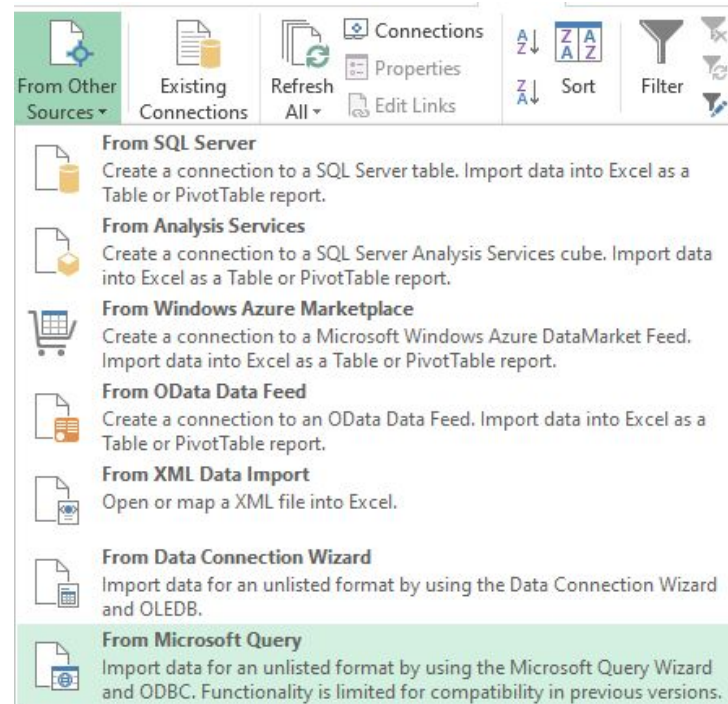 From Other
Sources
Existing
Connections
Refresh
All
Connections
Properties
Edit Links
A
Z
Z
A
Z A
A Z
Sort
Filter
From SQL Server
Create a connection to a SQL Server table. Import data into Excel as a
Table or PivotTable report.
From Analysis Services
Create a connection to a SQL Server Analysis Services cube. Import data
into Excel as a Table or PivotTable report.
From Windows Azure Marketplace
Create a connection to a Microsoft Windows Azure DataMarket Feed.
Import data into Excel as a Table or PivotTable report.
From OData Data Feed
Create a connection to an OData Data Feed. Import data into Excel as a
Table or PivotTable report.
From XML Data Import
Open or map a XML file into Excel.
From Data Connection Wizard
Import data for an unlisted format by using the Data Connection Wizard
and OLEDB.
From Microsoft Query
Import data for an unlisted format by using the Microsoft Query Wizard
and ODBC. Functionality is limited for compatibility in previous versions.